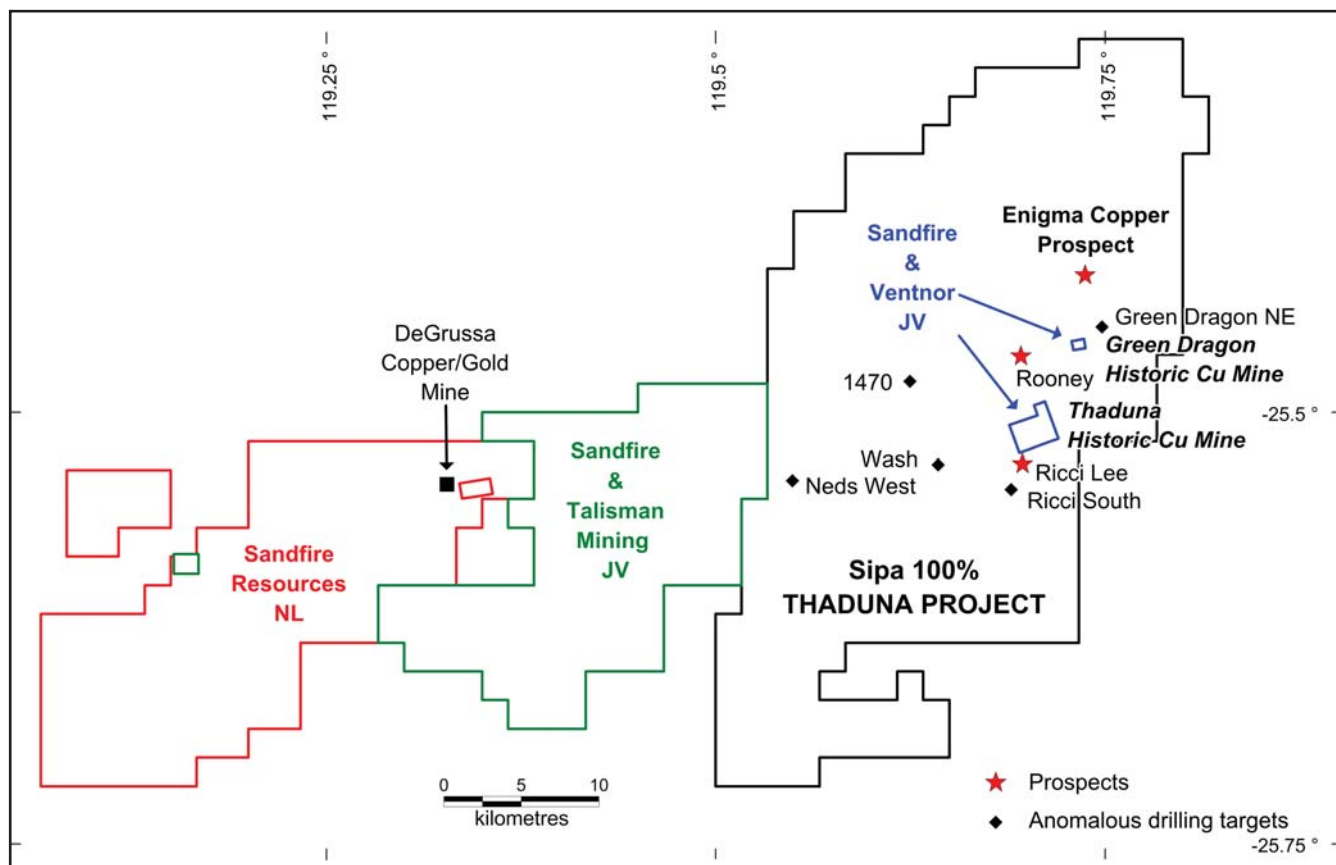 119.25 °
119.5 °
119.75 °
Enigma Copper
Prospect
Sandfire
&
Ventnor
JV
Green Dragon NE
Green Dragon
Historic Cu Mine
DeGrussa
Copper/Gold
Mine
Rooney
1470
Thaduna
Historic Cu Mine
-25.5 °
Sandfire
&
Talisman
Mining
JV
Wash
Neds West
Ricci Lee
Ricci South
Sandfire
Resources
NL
Sipa 100%
THADUNA PROJECT
0 5 10
kilometres
Prospects
Anomalous drilling targets
-25.75 °